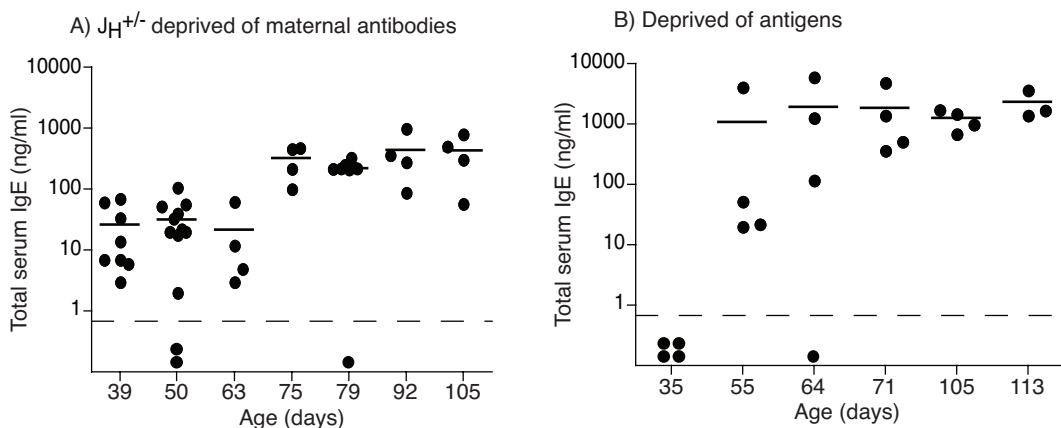 A) JH+/- deprived of maternal antibodies
Total serum IgE (ng/ml)
10000
1000
100
10
1
39 50 63 75 79 92 105
Age (days)
B) Deprived of antigens
Total serum IgE (ng/ml)
10000
1000
100
10
1
35 55 64 71 105 113
Age (days)